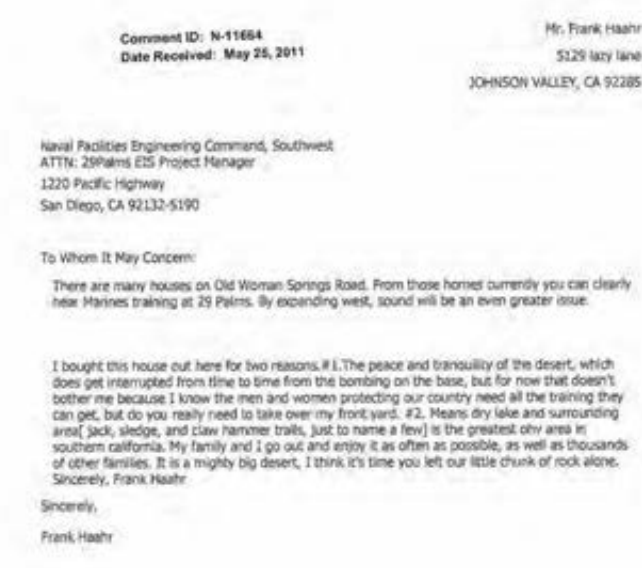 Comment ID: N-11664
Date Received: May 25, 2011
Mr. Frank Haahr
5129 lazy lane
JOHNSON VALLEY, CA 92285
Naval Facilities Engineering Command, Southwest
ATTN: 29Palms EIS Project Manager
1220 Pacific Highway
San Diego, CA 92132-5190
To Whom It May Concern:
There are many houses on Old Woman Springs Road. From those homes currently you can clearly
hear Marines training at 29 Palms. By expanding west, sound will be an even greater issue.
I bought this house out here for two reasons.#1.The peace and tranquility of the desert, which
does get interrupted from time to time from the bombing on the base, but for now that doesn't
bother me because I know the men and women protecting our country need all the training they
can get, but do you really need to take over my front yard. #2. Means dry lake and surrounding
area[ jack, sledge, and claw hammer trails, just to name a few] is the greatest ohv area in
southern california. My family and I go out and enjoy it as often as possible, as well as thousands
of other families. It is a mighty big desert, I think it's time you left our little chunk of rock alone.
Sincerely, Frank Haahr
Sincerely,
Frank Haahr